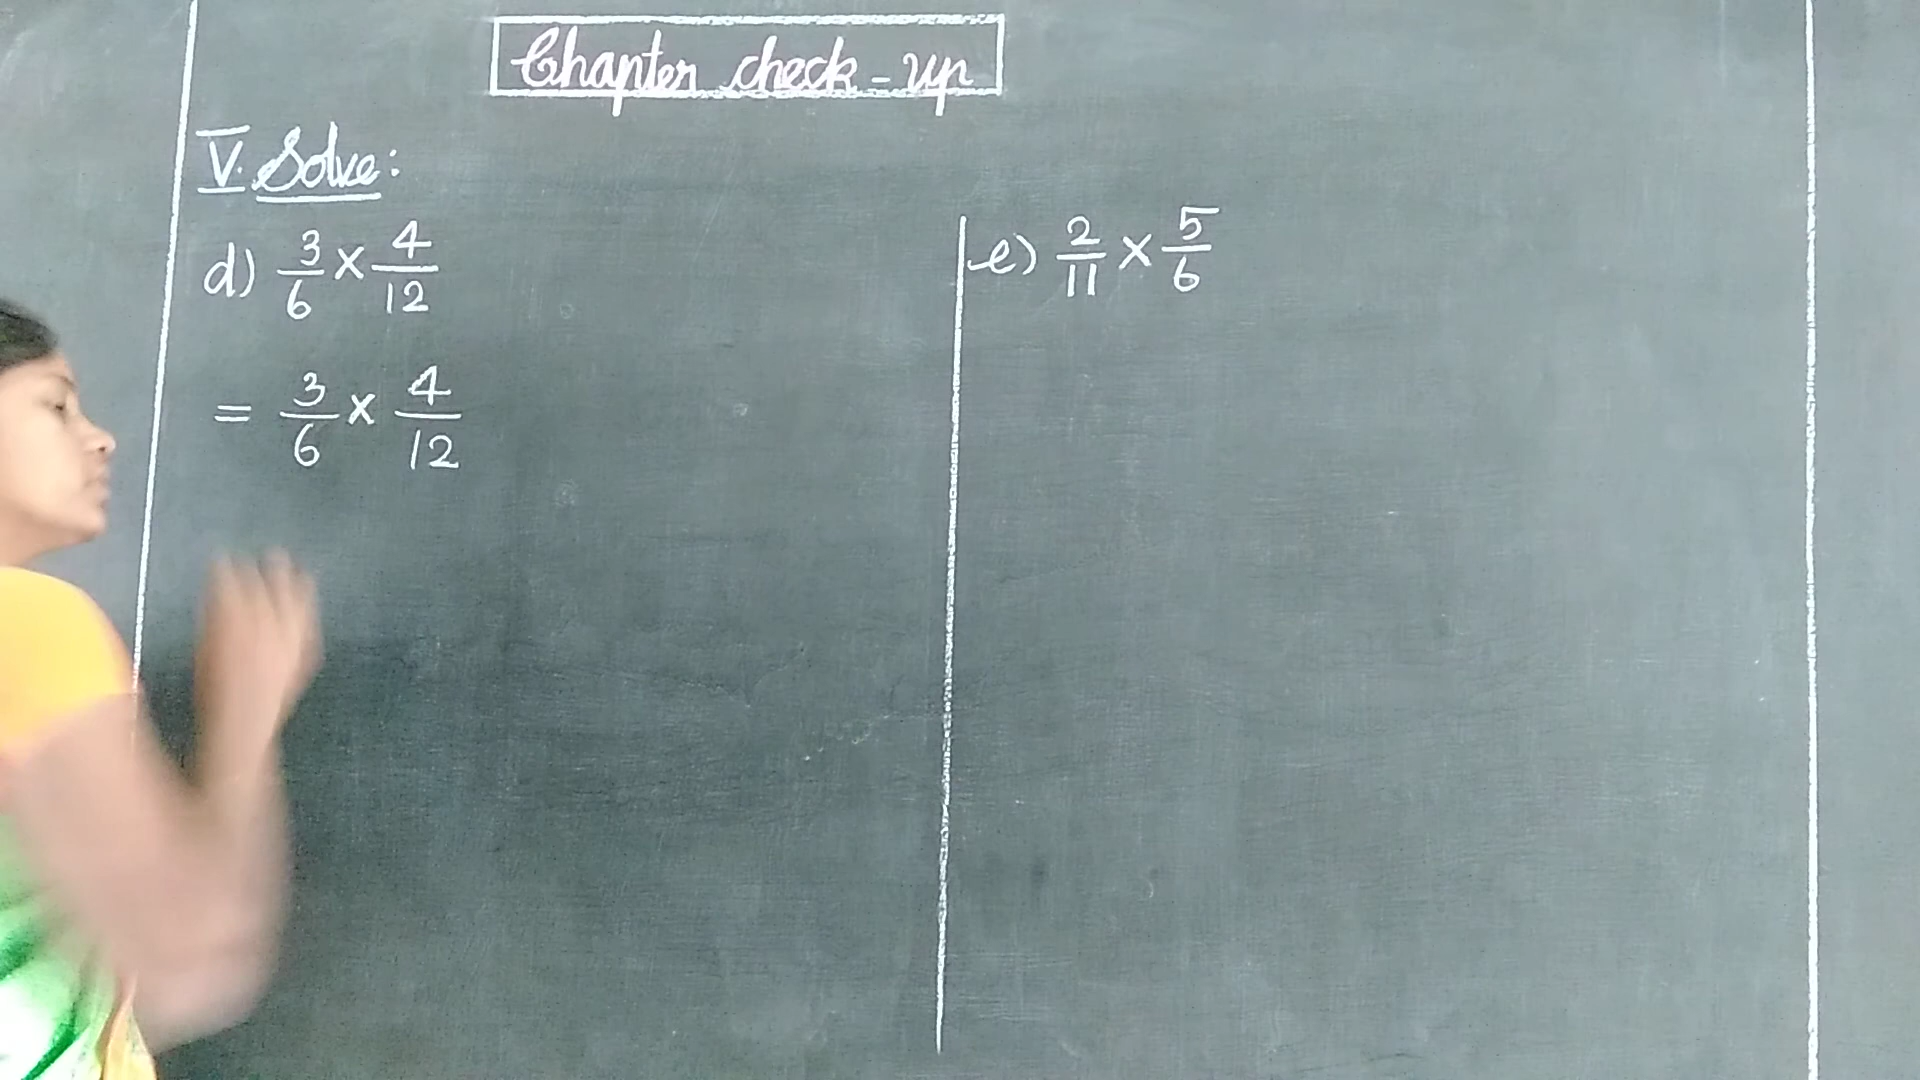 Chapter check-up
V. Solve:
d) 3/6 × 4/12
= 3/6 × 4/12
e) 2/11 × 5/6